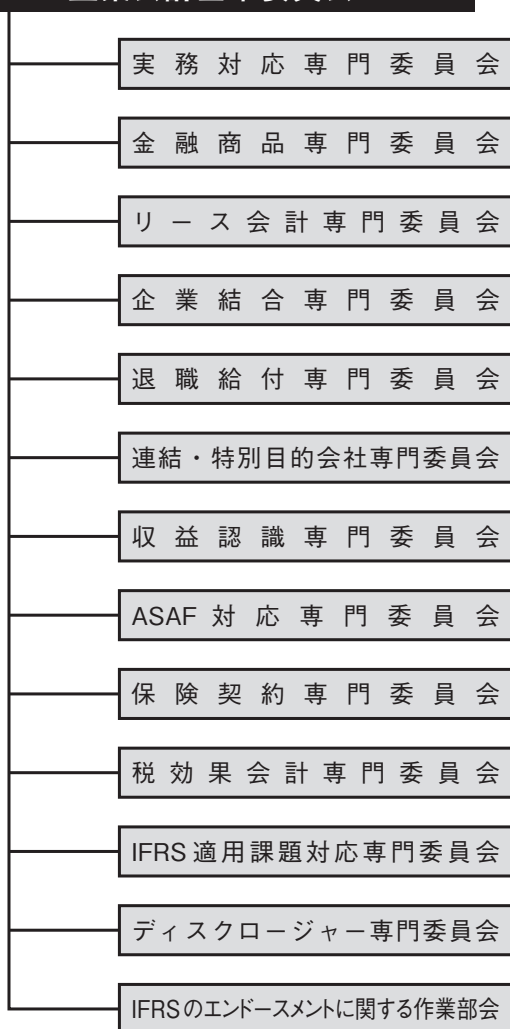 実務対応専門委員会
金融商品専門委員会
リース会計専門委員会
企業結合専門委員会
退職給付専門委員会
連結・特別目的会社専門委員会
収益認識専門委員会
ASAF対応専門委員会
保険契約専門委員会
税効果会計専門委員会
IFRS適用課題対応専門委員会
ディスクロージャー専門委員会
IFRSのエンドースメントに関する作業部会